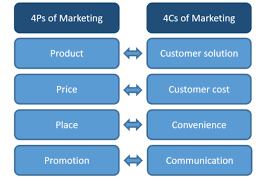 4Ps of Marketing 4Cs of Marketing
Product Customer solution
Price Customer cost
Place Convenience
Promotion Communication